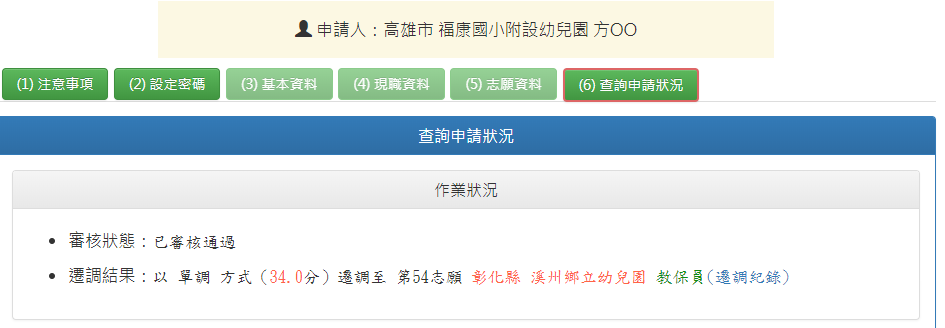 申請人：高雄市 福康國小附設幼兒園 方OO
(1) 注意事項 (2) 設定密碼 (3) 基本資料 (4) 現職資料 (5) 志願資料 (6) 查詢申請狀況
查詢申請狀況
作業狀況
審核狀態：已審核通過
遷調結果：以 單調 方式 (34.0分) 遷調至 第54志願 彰化縣 溪州鄉立幼兒園 教保員(遷調紀錄)